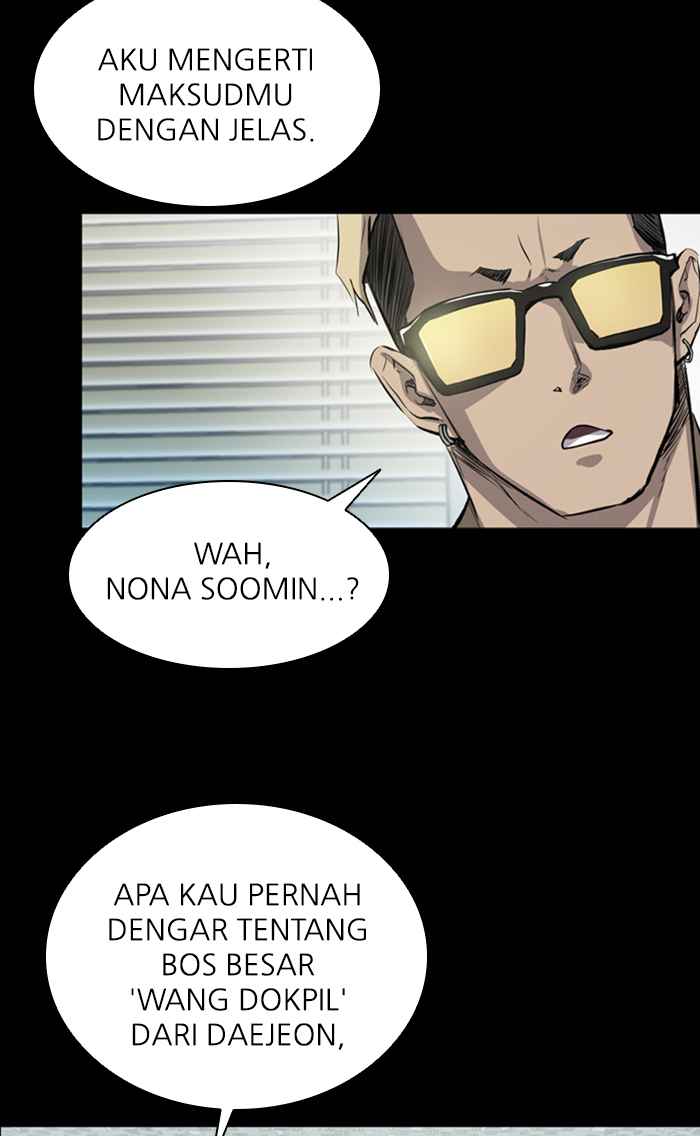 AKU MENGERTI
MAKSUDMU
DENGAN JELAS.
WAH,
NONA SOOMIN...?
APA KAU PERNAH
DENGAR TENTANG
BOS BESAR
'WANG DOKPIL'
DARI DAEJEON,